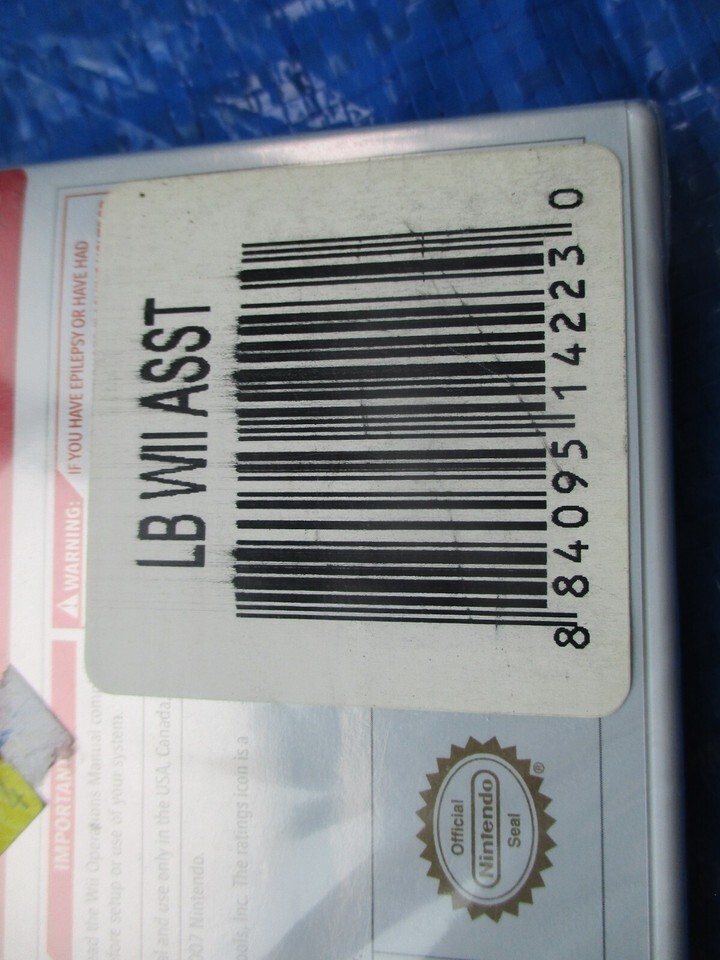 LB WII ASST
8 84095 14223 0
WARNING: IF YOU HAVE EPILEPSY OR HAVE HAD
IMPORTANT
the Wii Operations Manual
setup or use of your system.
and use only in the USA, Canada,
Nintendo.
Inc. The ratings icon is a
Official
Nintendo
Seal
®